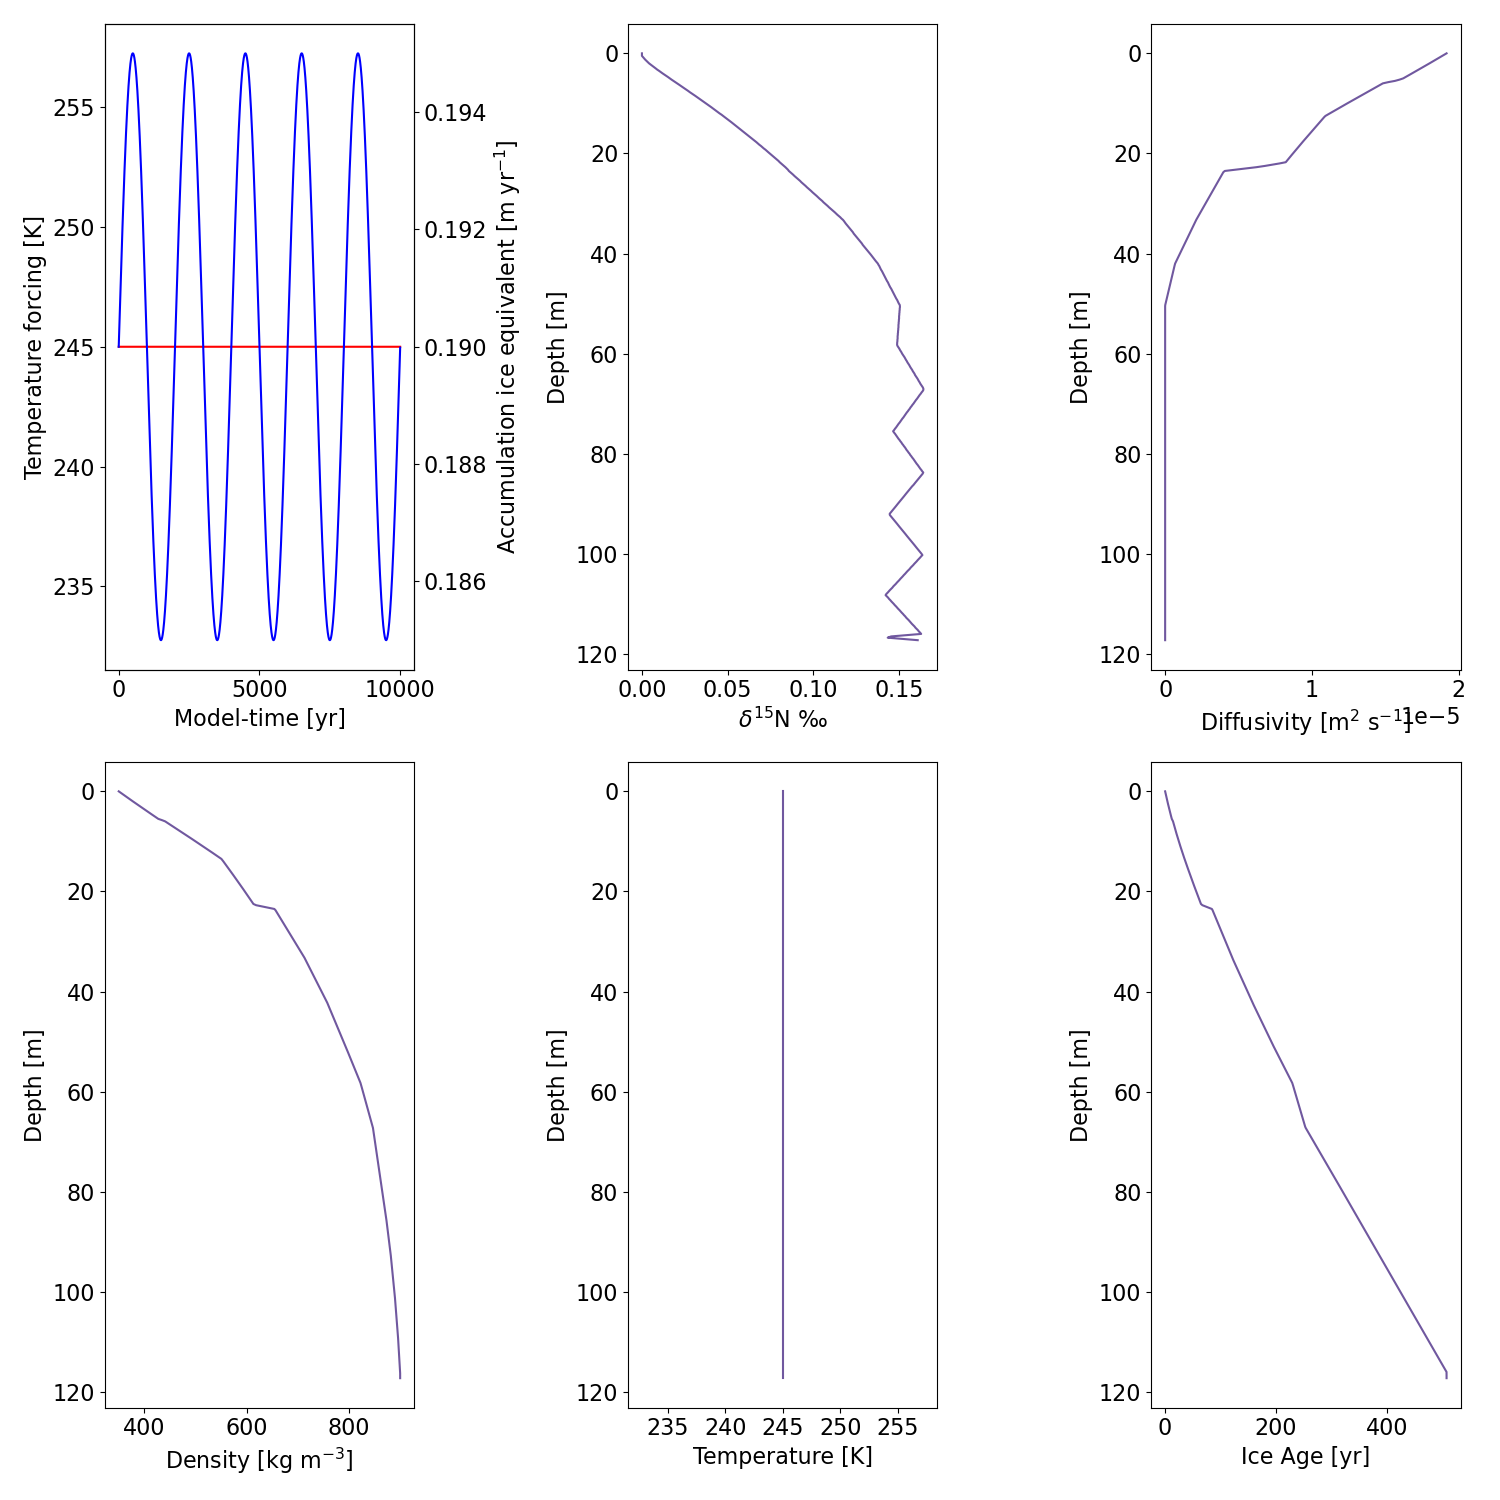 255
250
245
240
235
Temperature forcing [K]
0.194
0.192
0.190
0.188
0.186
Accumulation ice equivalent [m yr⁻¹]
0 5000 10000
Model-time [yr]
0
20
40
60
80
100
120
Depth [m]
0.00 0.05 0.10 0.15
δ¹⁵N ‰
0
20
40
60
80
100
120
Depth [m]
0 1 2
Diffusivity [m² s⁻¹]
1e−5
0
20
40
60
80
100
120
Depth [m]
400 600 800
Density [kg m⁻³]
0
20
40
60
80
100
120
Depth [m]
235 240 245 250 255
Temperature [K]
0
20
40
60
80
100
120
Depth [m]
0 200 400
Ice Age [yr]